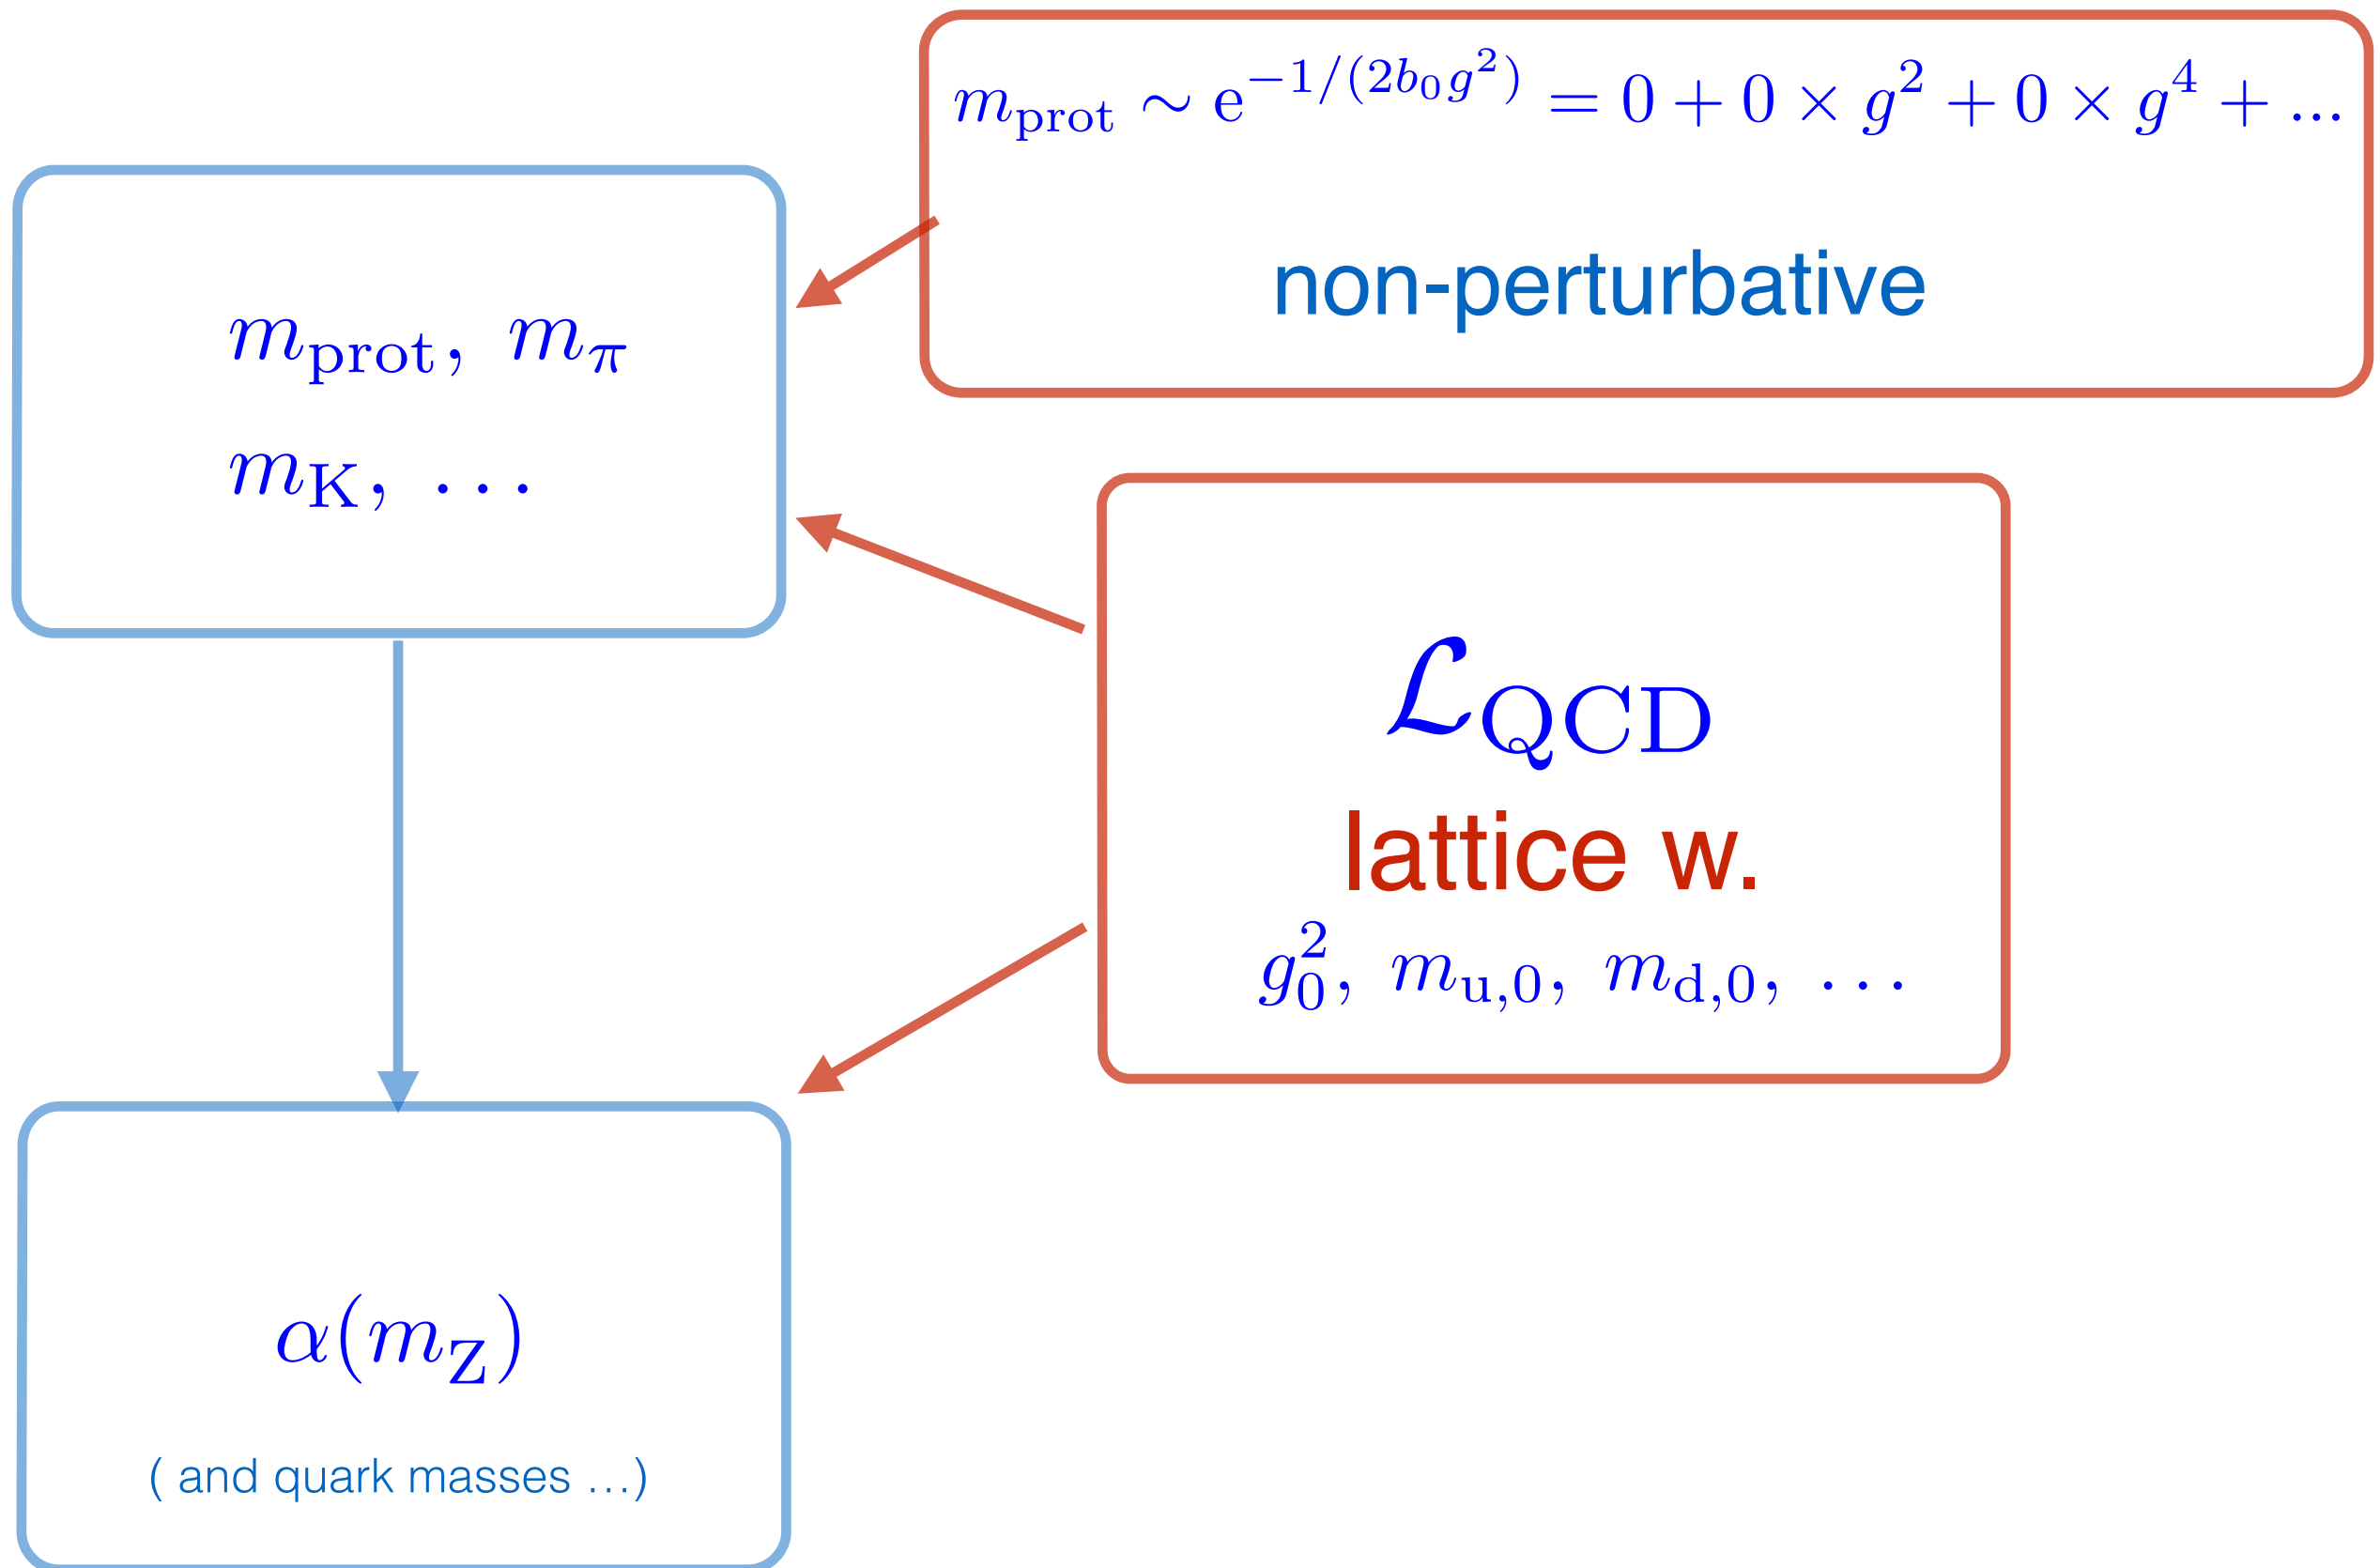 m_prot ∼ e^{−1/(2b_0 g^2)} = 0 + 0 × g^2 + 0 × g^4 + ...
non-perturbative
m_prot, m_π
m_K, ...
ℒ_QCD
lattice w.
g_0^2, m_{u,0}, m_{d,0}, ...
α(m_Z)
( and quark masses ...)